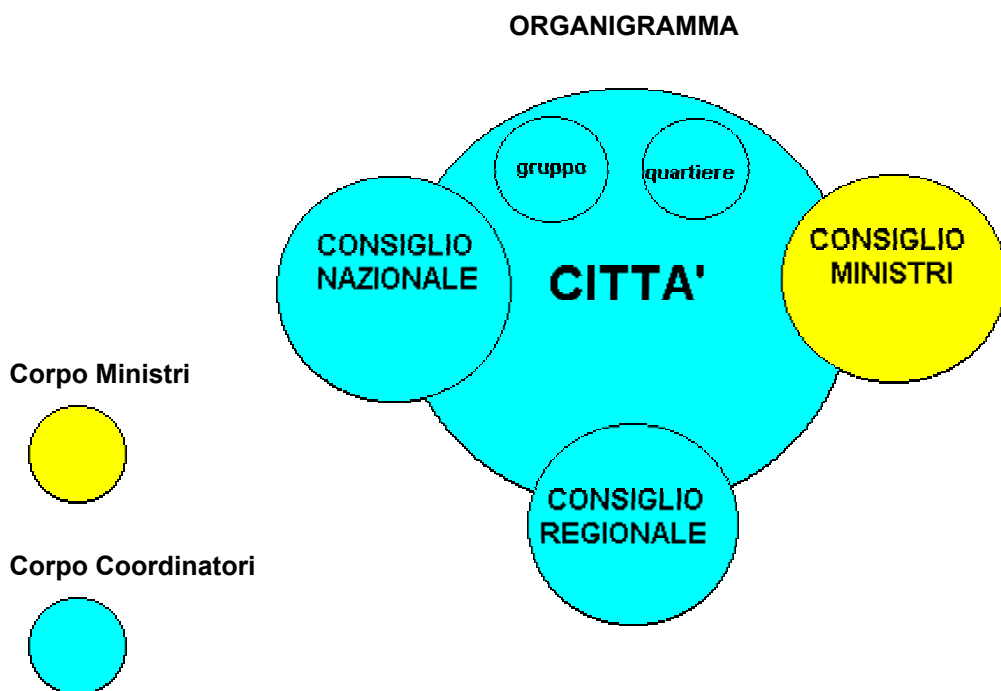 ORGANIGRAMMA
gruppo
quartiere
CONSIGLIO
NAZIONALE
CITTA'
CONSIGLIO
MINISTRI
Corpo Ministri
CONSIGLIO
REGIONALE
Corpo Coordinatori